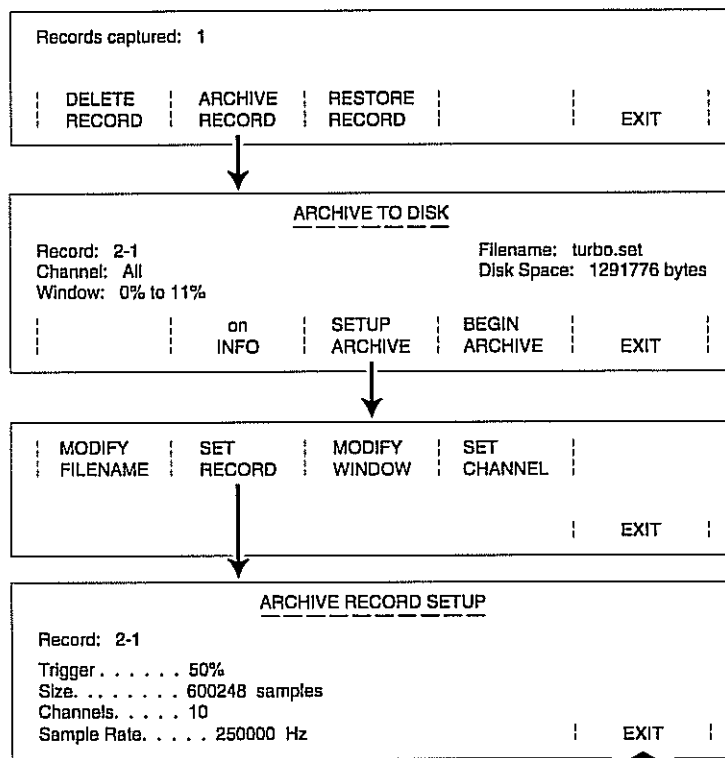 Records captured: 1
DELETE ARCHIVE RESTORE
RECORD RECORD RECORD EXIT
ARCHIVE TO DISK
Record: 2-1 Filename: turbo.set
Channel: All Disk Space: 1291776 bytes
Window: 0% to 11%
on SETUP BEGIN
INFO ARCHIVE ARCHIVE EXIT
MODIFY SET MODIFY SET
FILENAME RECORD WINDOW CHANNEL
EXIT
ARCHIVE RECORD SETUP
Record: 2-1
Trigger . . . . . . 50%
Size. . . . . . . . 600248 samples
Channels. . . . . 10
Sample Rate. . . . . 250000 Hz EXIT